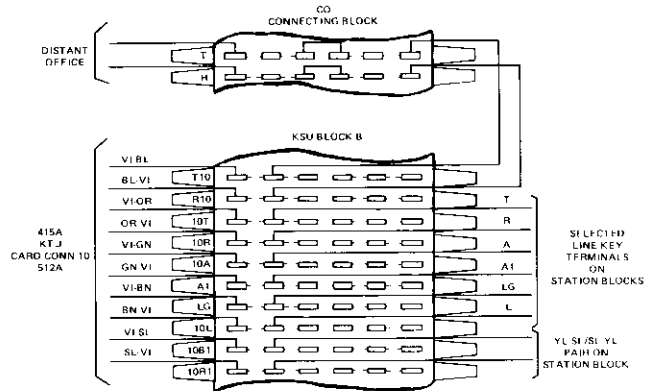 CO
CONNECTING BLOCK
DISTANT
OFFICE
T
H
KSU BLOCK B
VI-BL
BL-VI
VI-OR
OR-VI
VI-GN
GN-VI
VI-BN
BN-VI
VI-SL
SL-VI
415A
KTU
CARD CONN 10
512A
T10
R10
10T
10R
10A
A1
LG
10L
10B1
10R1
T
R
A
A1
LG
L
SELECTED
LINE KEY
TERMINALS
ON
STATION BLOCKS
YL-SL/SL-YL
PAIR ON
STATION BLOCK